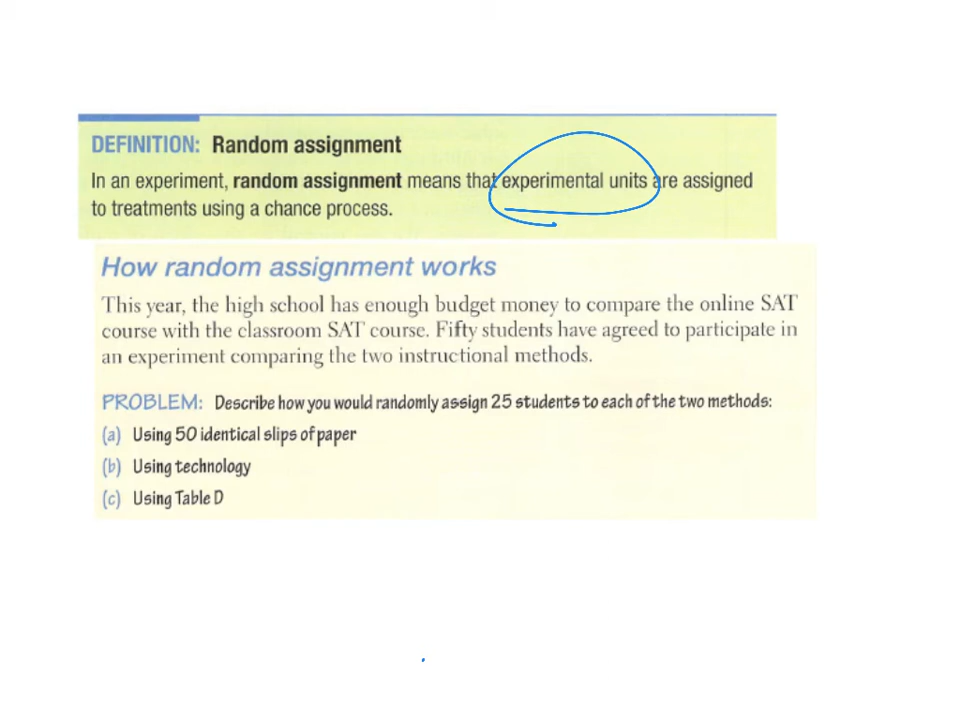 DEFINITION: Random assignment
In an experiment, random assignment means that experimental units are assigned
to treatments using a chance process.
How random assignment works
This year, the high school has enough budget money to compare the online SAT
course with the classroom SAT course. Fifty students have agreed to participate in
an experiment comparing the two instructional methods.
PROBLEM: Describe how you would randomly assign 25 students to each of the two methods:
(a) Using 50 identical slips of paper
(b) Using technology
(c) Using Table D